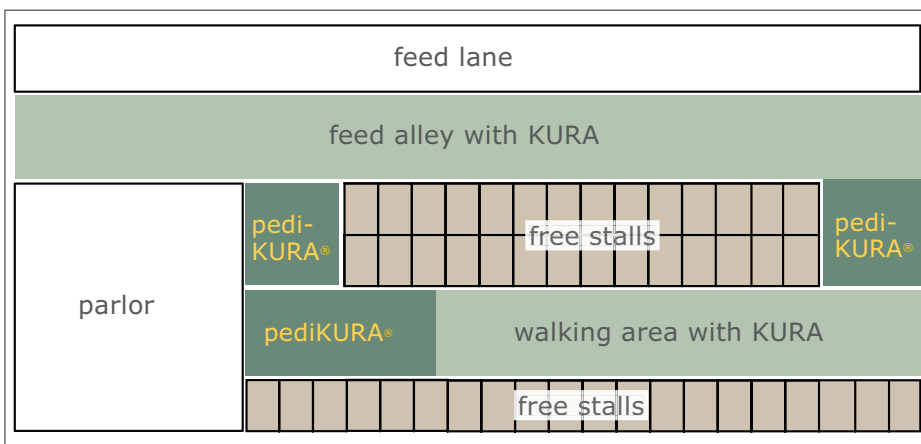 feed lane
feed alley with KURA
pedi-
KURA®
free stalls
pedi-
KURA®
parlor
pediKURA®
walking area with KURA
free stalls